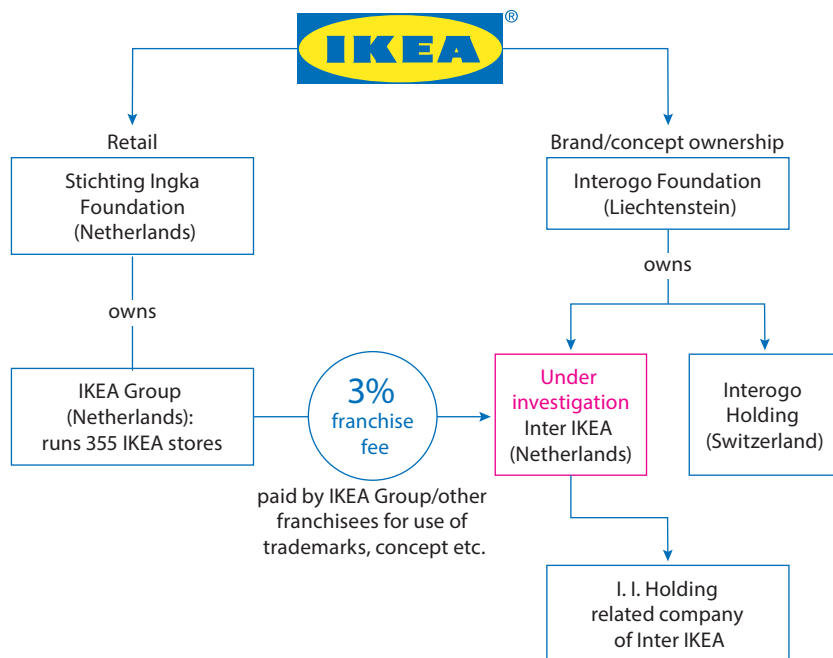 IKEA®
Retail
Stichting Ingka
Foundation
(Netherlands)
owns
IKEA Group
(Netherlands):
runs 355 IKEA stores
3%
franchise
fee
paid by IKEA Group/other
franchisees for use of
trademarks, concept etc.
Brand/concept ownership
Interogo Foundation
(Liechtenstein)
owns
Under
investigation
Inter IKEA
(Netherlands)
Interogo
Holding
(Switzerland)
I. I. Holding
related company
of Inter IKEA